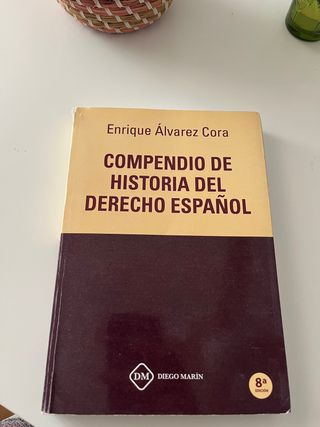 Enrique Álvarez Cora
COMPENDIO DE
HISTORIA DEL
DERECHO ESPAÑOL
DM
DIEGO MARÍN
8ª
EDICIÓN